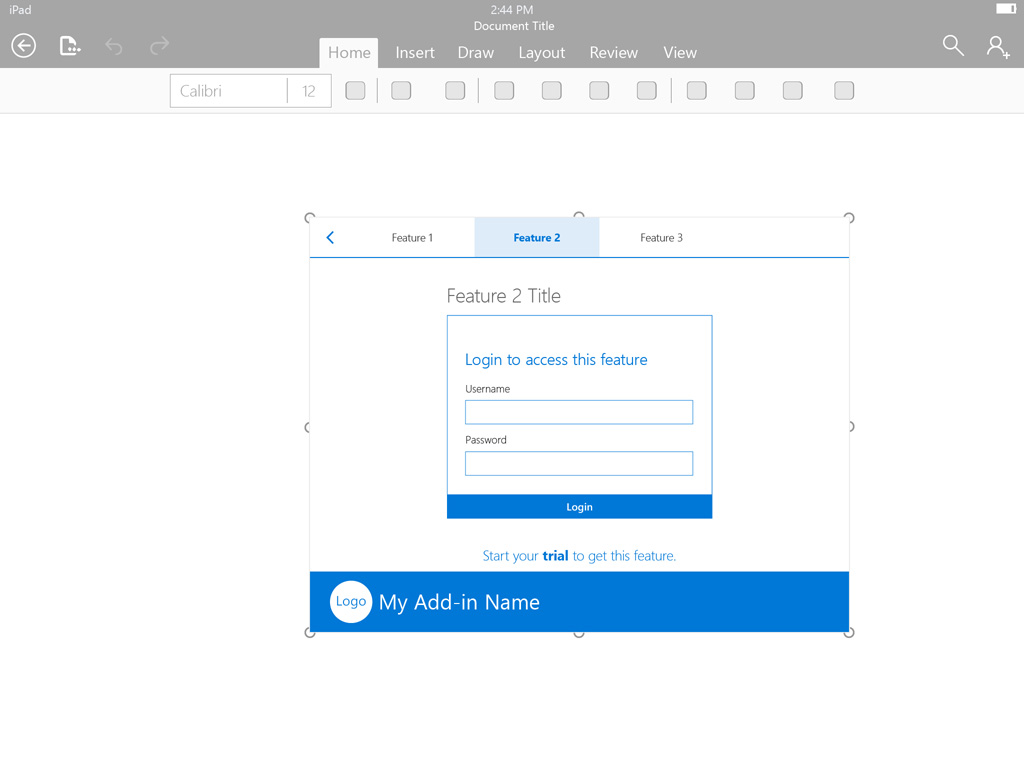 iPad
2:44 PM
Document Title
Home Insert Draw Layout Review View
Calibri 12
Feature 1 Feature 2 Feature 3
Feature 2 Title
Login to access this feature
Username
Password
Login
Start your trial to get this feature.
Logo My Add-in Name